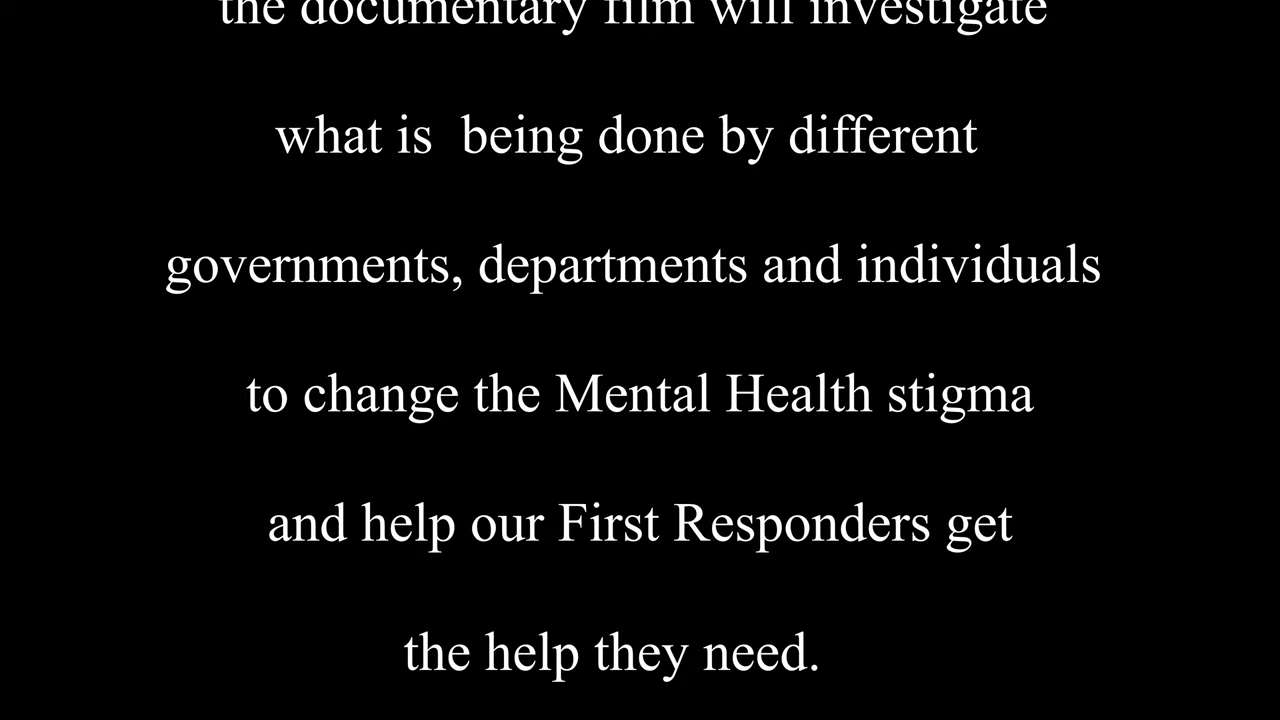 the documentary film will investigate
what is  being done by different
governments, departments and individuals
to change the Mental Health stigma
and help our First Responders get
the help they need.